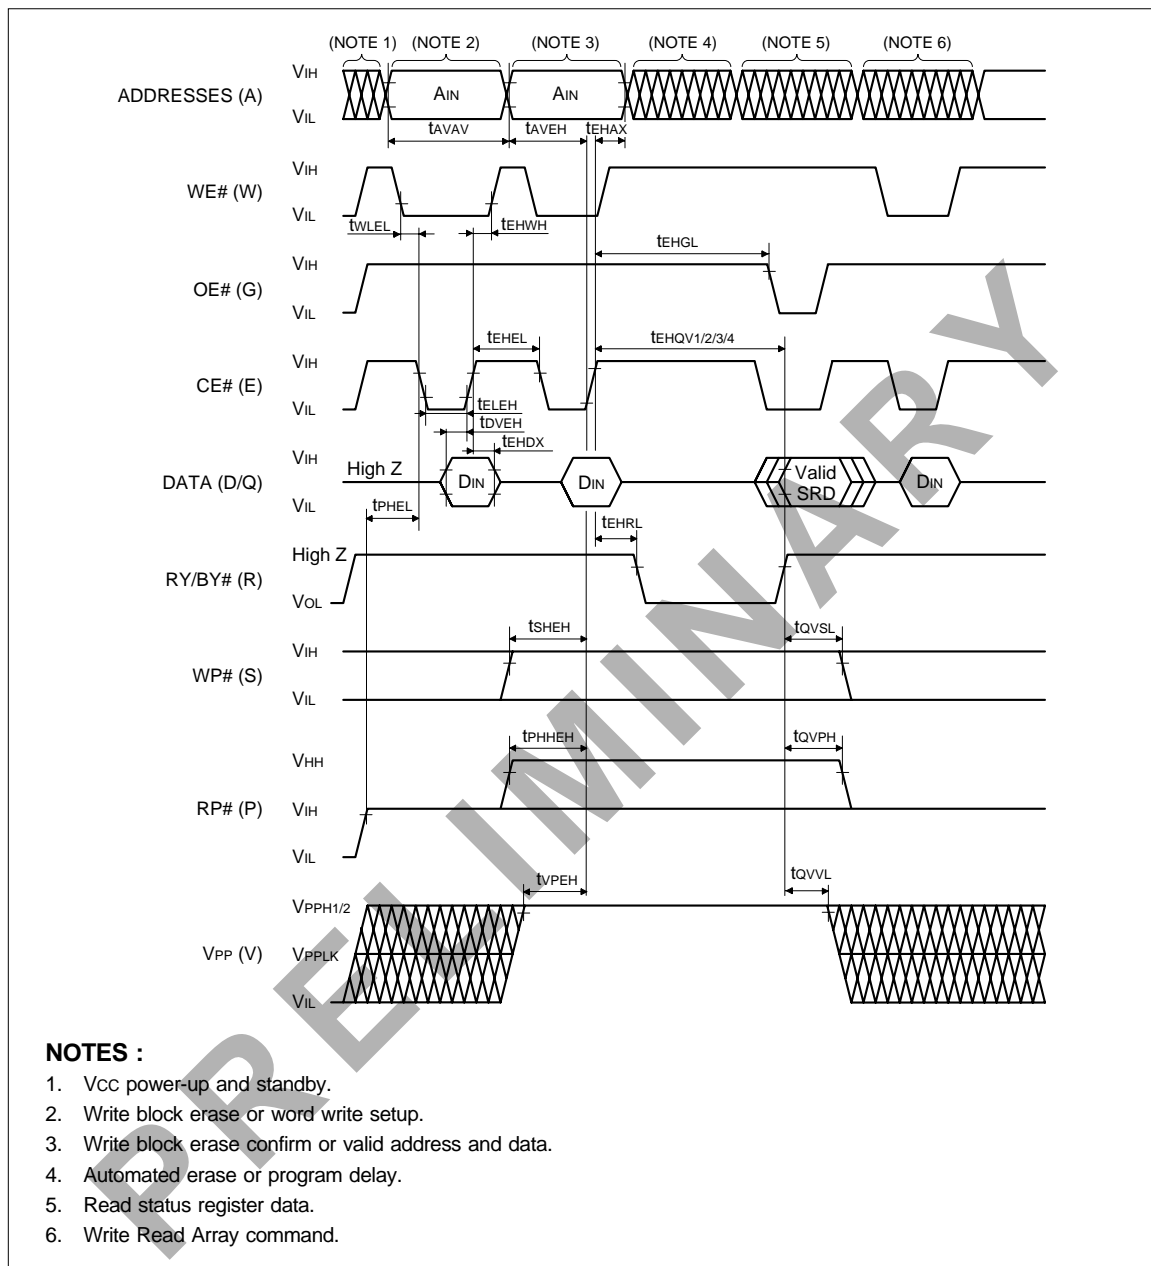 (NOTE 1) (NOTE 2) (NOTE 3) (NOTE 4) (NOTE 5) (NOTE 6)
ADDRESSES (A)
VIH
VIL
AIN AIN
tAVAV tAVEH tEHAX
WE# (W)
VIH
VIL
tWLEL tEHWH
OE# (G)
VIH
VIL
tEHGL
CE# (E)
VIH
VIL
tEHEL tEHQV1/2/3/4
tELEH
tDVEH
tEHDX
DATA (D/Q)
VIH
VIL
High Z DIN DIN Valid SRD DIN
tPHEL
tEHRL
RY/BY# (R)
High Z
VOL
tSHEH tQVSL
WP# (S)
VIH
VIL
tPHHEH tQVPH
RP# (P)
VHH
VIH
VIL
tVPEH tQVVL
VPP (V)
VPPH1/2
VPPLK
VIL
PRELIMINARY
NOTES :
1. VCC power-up and standby.
2. Write block erase or word write setup.
3. Write block erase confirm or valid address and data.
4. Automated erase or program delay.
5. Read status register data.
6. Write Read Array command.